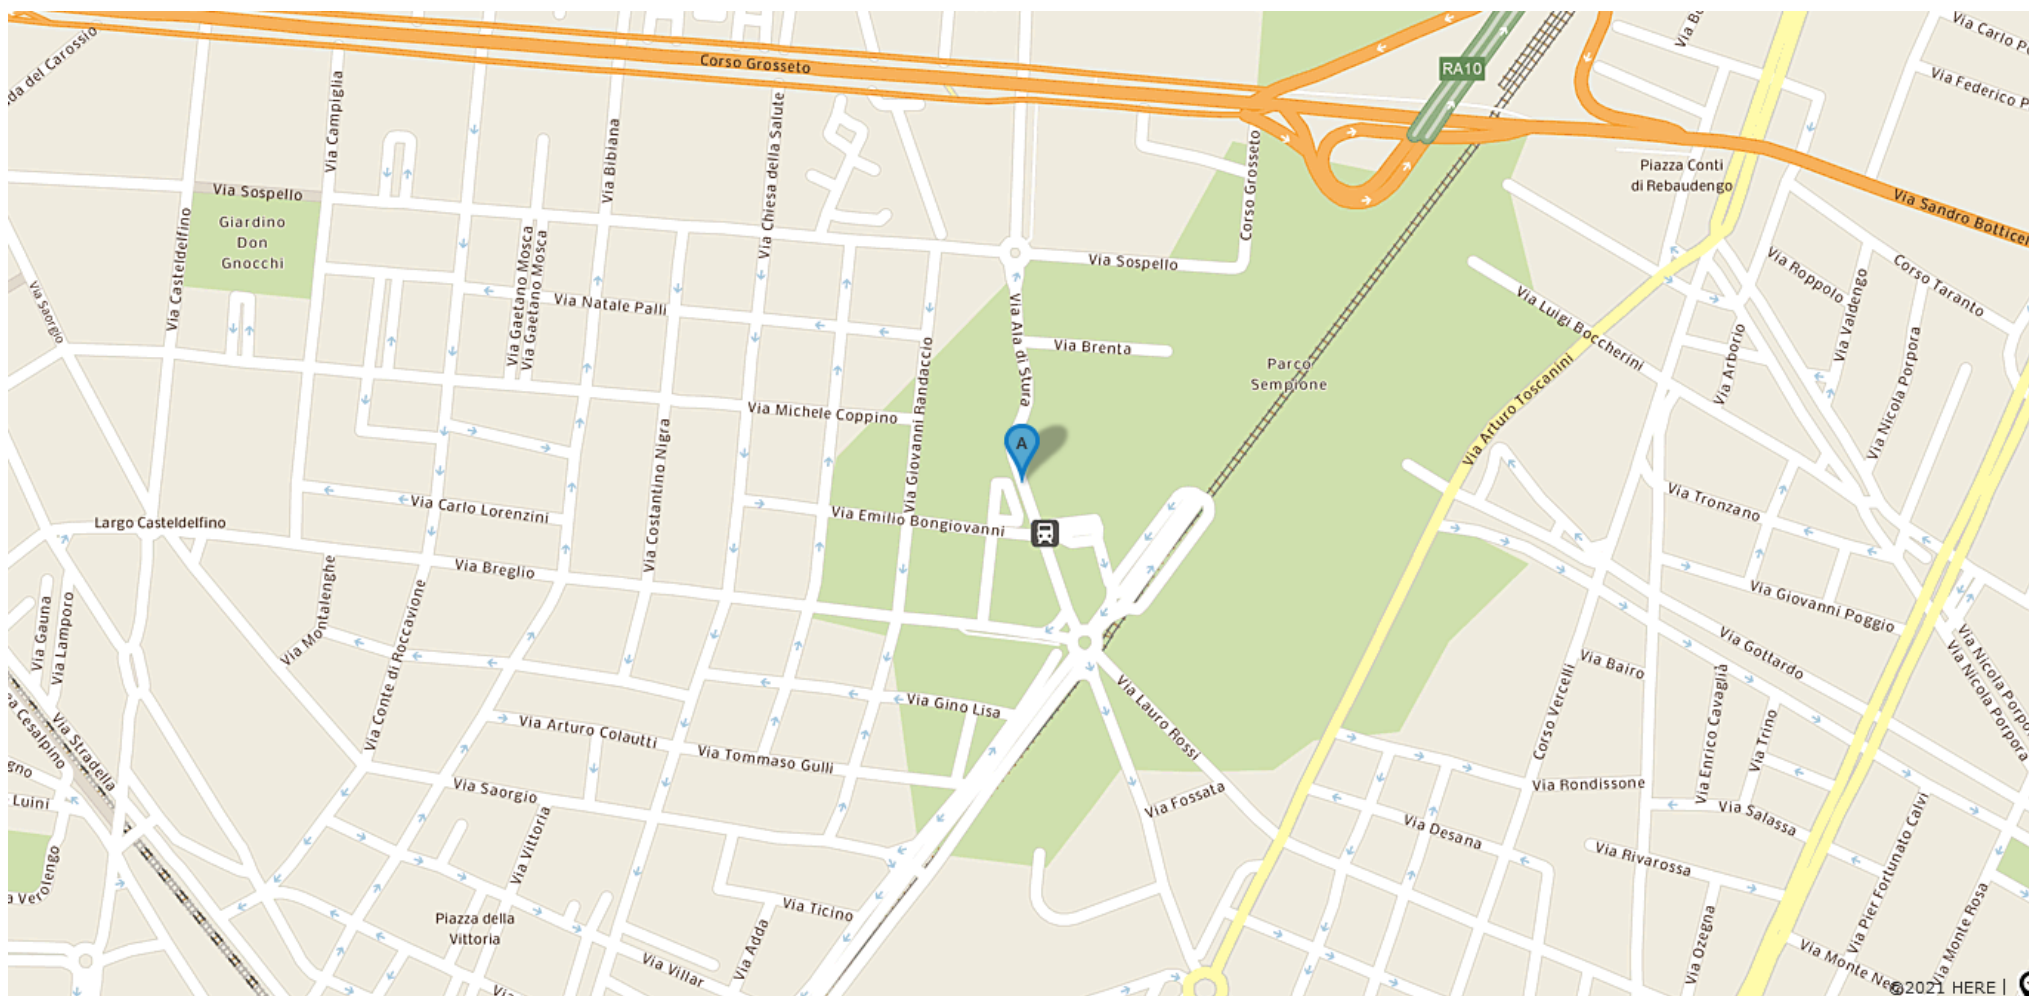 Corso Grosseto
RA10
Via Carlo
Via Federico P
Via Campiglia
Via Bibiana
Via Chiesa della Salute
Corso Grosseto
Piazza Conti
di Rebaudengo
Via Sandro Botticel
Via Sospello
Giardino
Don
Gnocchi
Via Casteldelfino
Via Saorgio
Via Gaetano Mosca
Via Gaetano Mosca
Via Natale Palli
Via Sospello
Via Ala di Stura
Via Brenta
Via Giovanni Randaccio
Via Michele Coppino
Parco
Sempione
Via Luigi Boccherini
Via Arturo Toscanini
Via Roppolo
Via Valdengo
Corso Taranto
Via Arborio
Via Nicola Porpora
A
Via Costantino Nigra
Via Carlo Lorenzini
Via Emilio Bongiovanni
Largo Casteldelfino
Via Breglio
Via Tronzano
Via Giovanni Poggio
Via Gottardo
Via Nicola Porpo
Via Nicola Porpora
Via Gauna
Via Lamporo
Via Montalenghe
Via Conte di Roccavione
Via Gino Lisa
Via Lauro Rossi
Via Bairo
Corso Vercelli
Via Enrico Cavaglià
Via Trino
Via Stradella
a Cesalpino
gno
Luini
Via Arturo Colautti
Via Tommaso Gulli
Via Saorgio
Via Vittoria
Via Fossata
Via Rondissone
Via Salassa
Via Desana
Via Rivarossa
Via Pier Fortunato Calvi
a Verolengo
Piazza della
Vittoria
Via Ticino
Via Adda
Via Villar
Via Ozegna
Via Monte Rosa
Via Monte Ne
©2021 HERE |